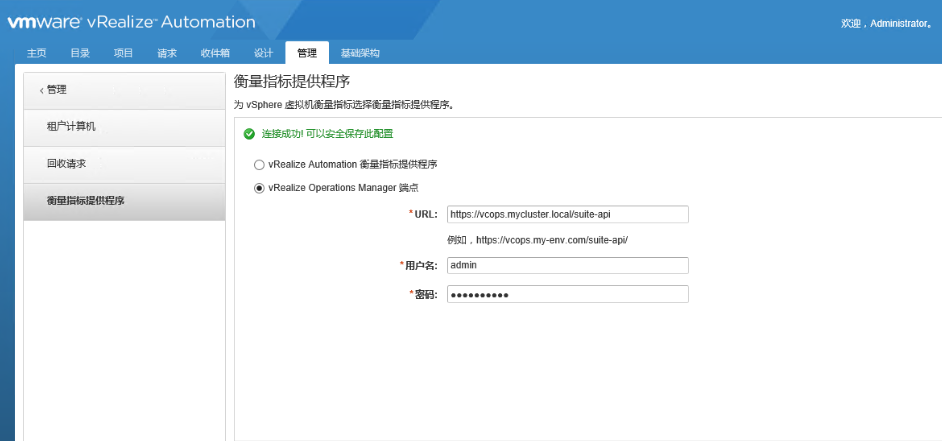 vmware® vRealize™ Automation
欢迎，Administrator。
主页 目录 项目 请求 收件箱 设计 管理 基础架构
‹ 管理
租户计算机
回收请求
衡量指标提供程序
衡量指标提供程序
为 vSphere 虚拟机衡量指标选择衡量指标提供程序。
连接成功! 可以安全保存此配置
vRealize Automation 衡量指标提供程序
vRealize Operations Manager 端点
*URL: https://vcops.mycluster.local/suite-api
例如，https://vcops.my-env.com/suite-api/
*用户名: admin
*密码: ●●●●●●●●●●